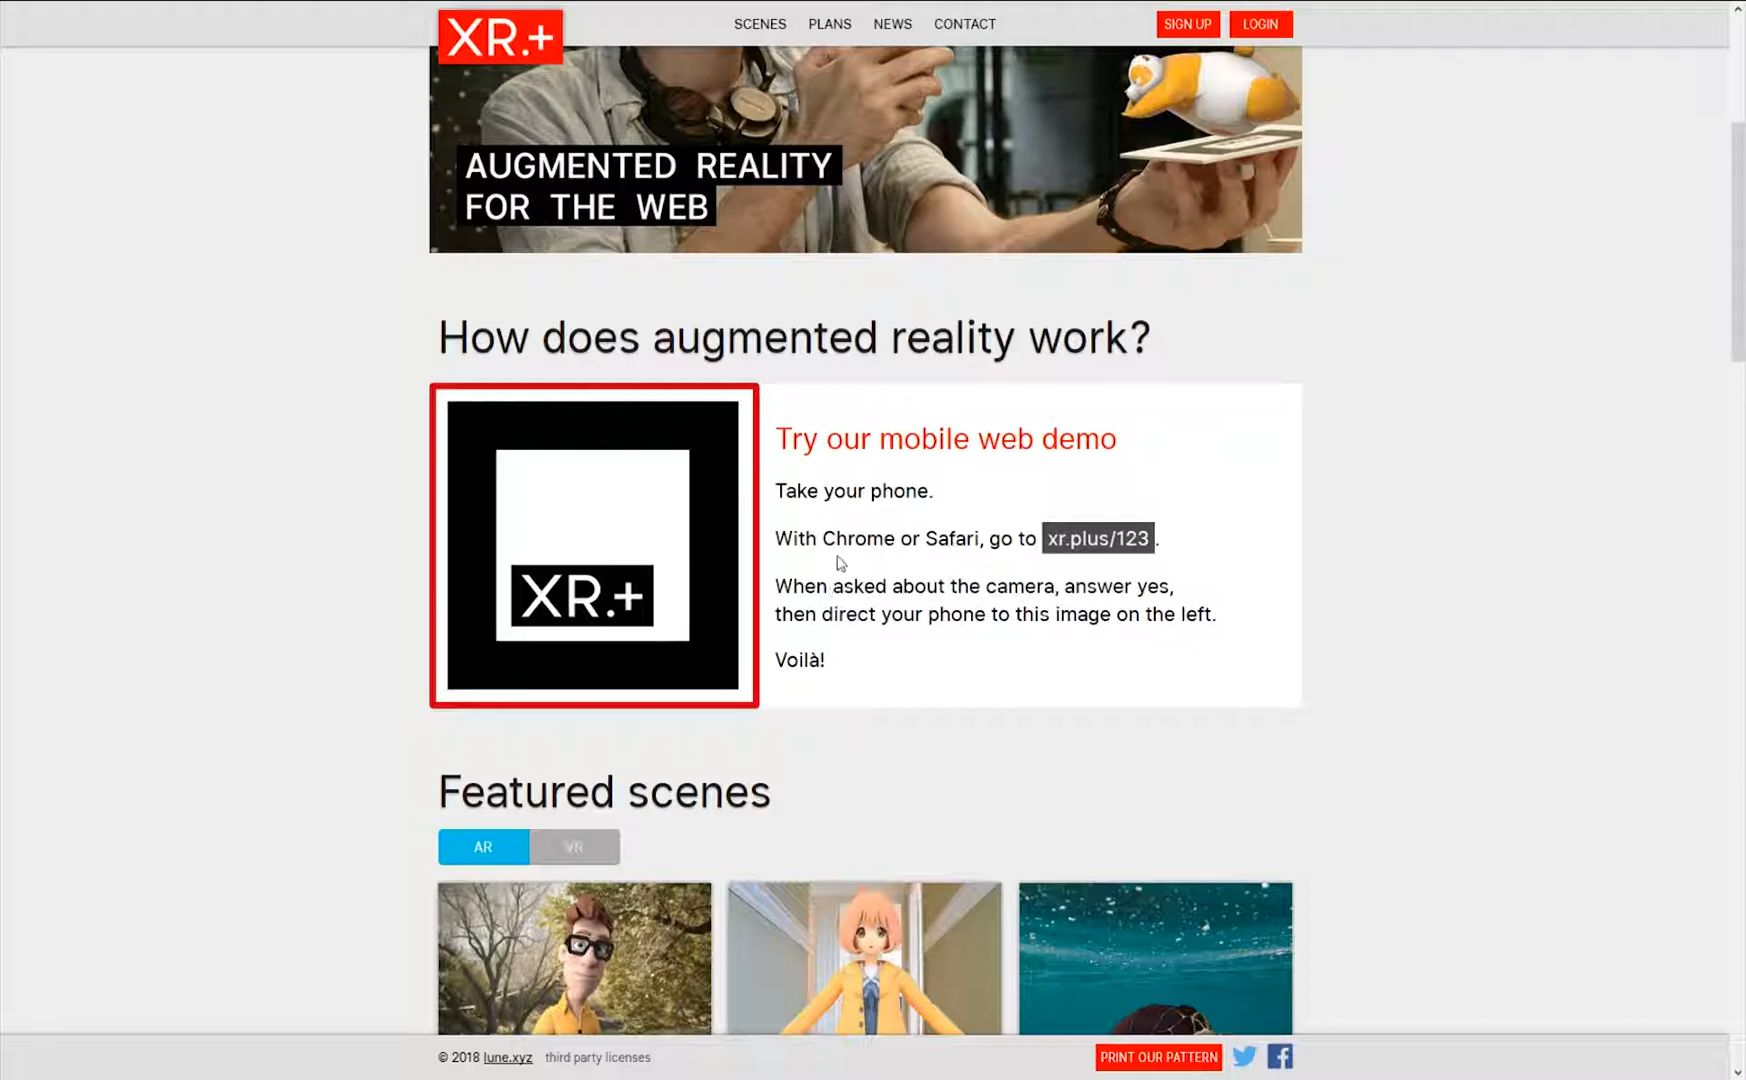 XR.+
SCENES PLANS NEWS CONTACT SIGN UP LOGIN
AUGMENTED REALITY
FOR THE WEB
How does augmented reality work?
XR.+
Try our mobile web demo
Take your phone.
With Chrome or Safari, go to xr.plus/123.
When asked about the camera, answer yes,
then direct your phone to this image on the left.
Voilà!
Featured scenes
AR VR
© 2018 lune.xyz third party licenses PRINT OUR PATTERN